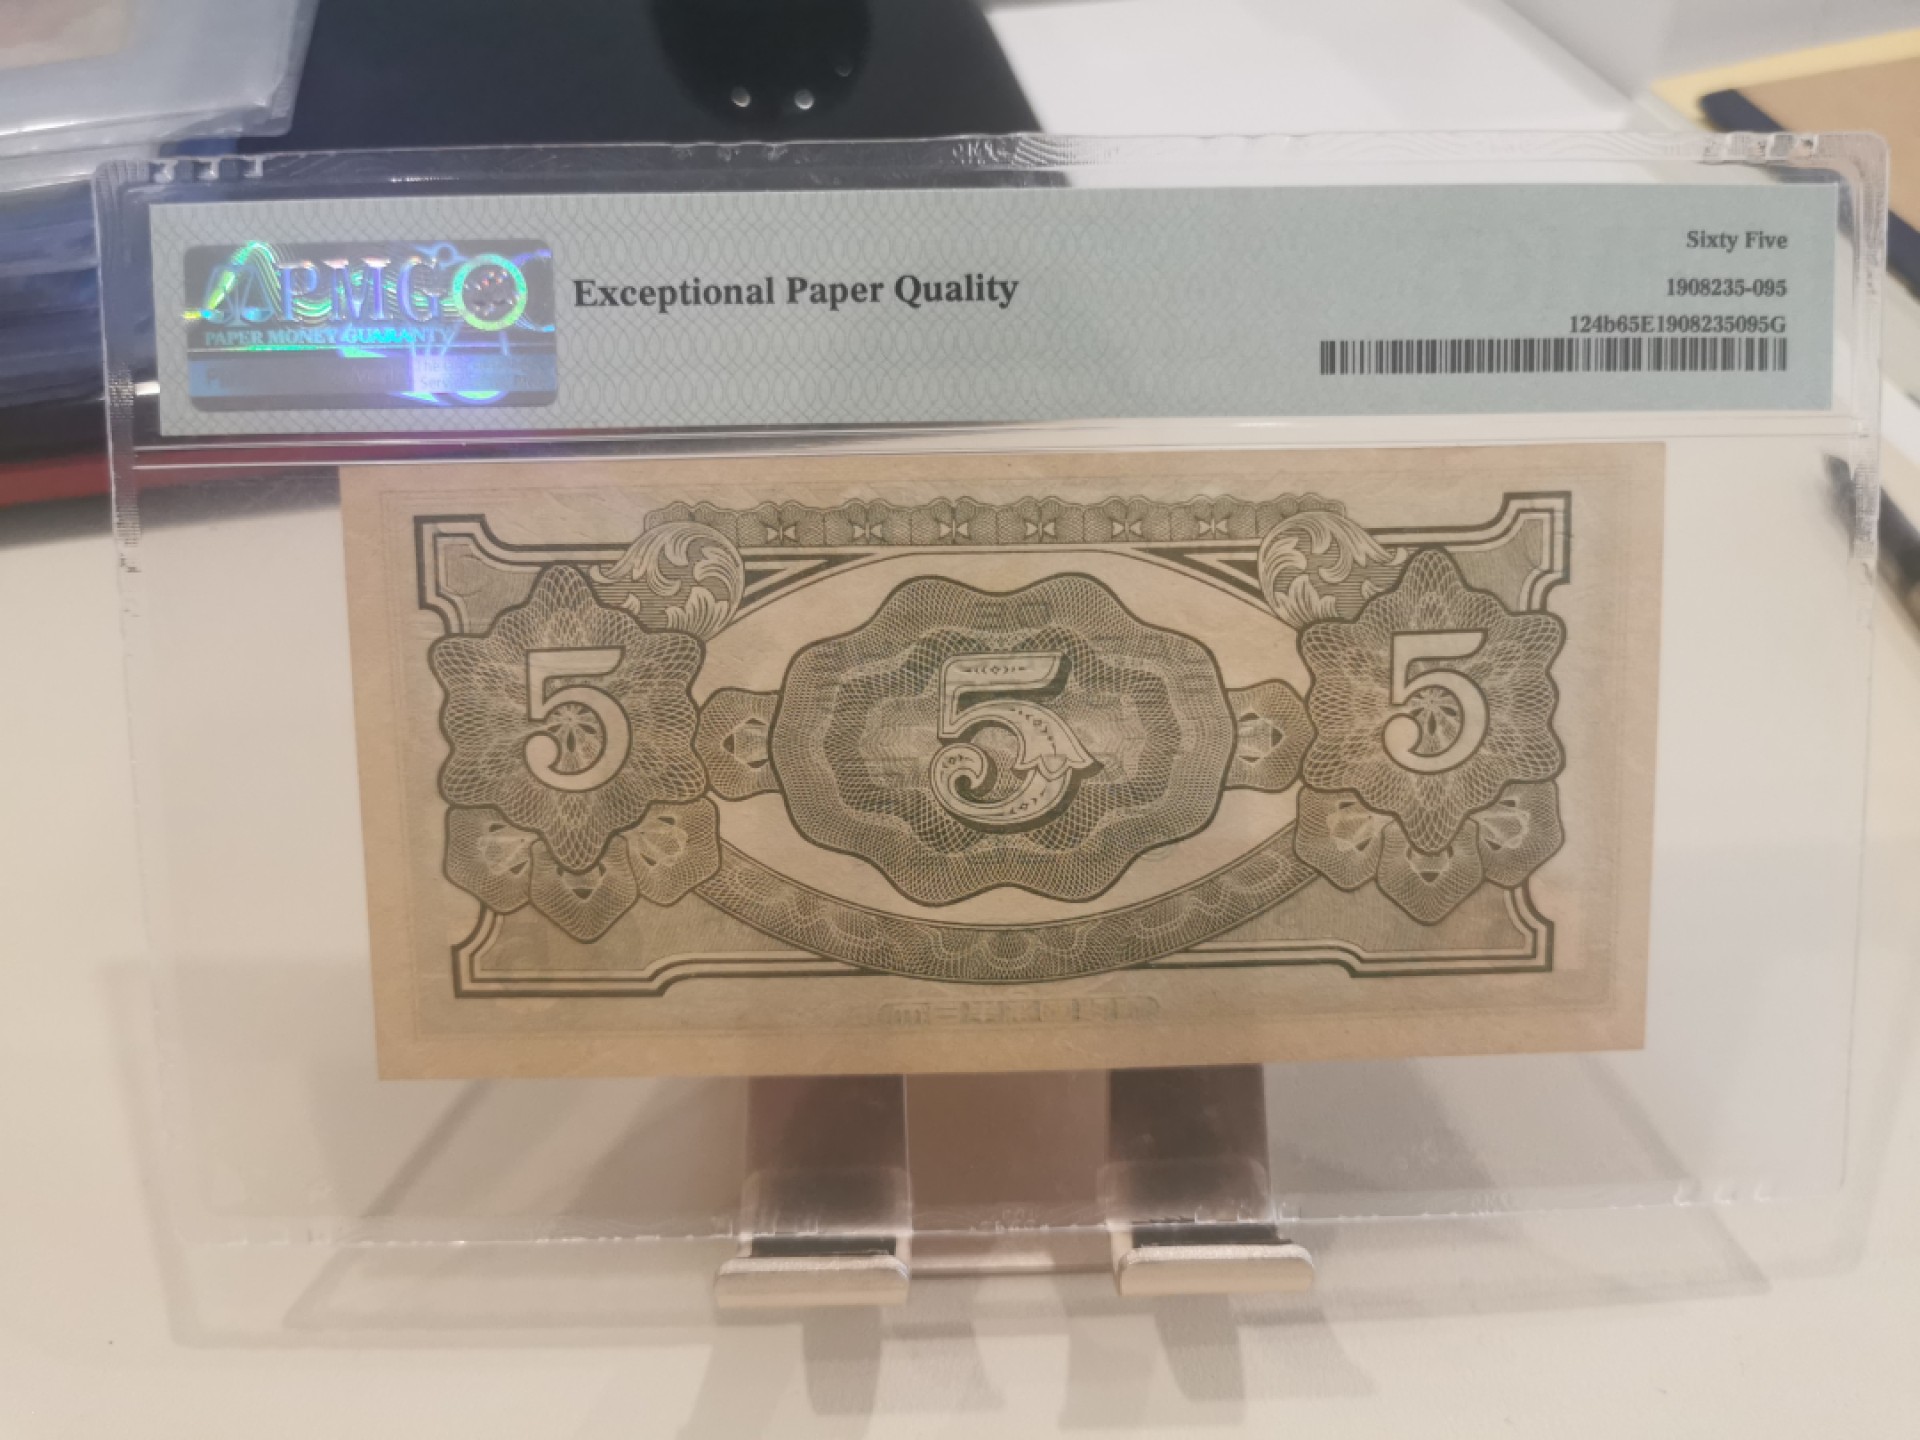 PMG
PAPER MONEY GUARANTY
Exceptional Paper Quality
Sixty Five
1908235-095
124b65E1908235095G
5
5
5